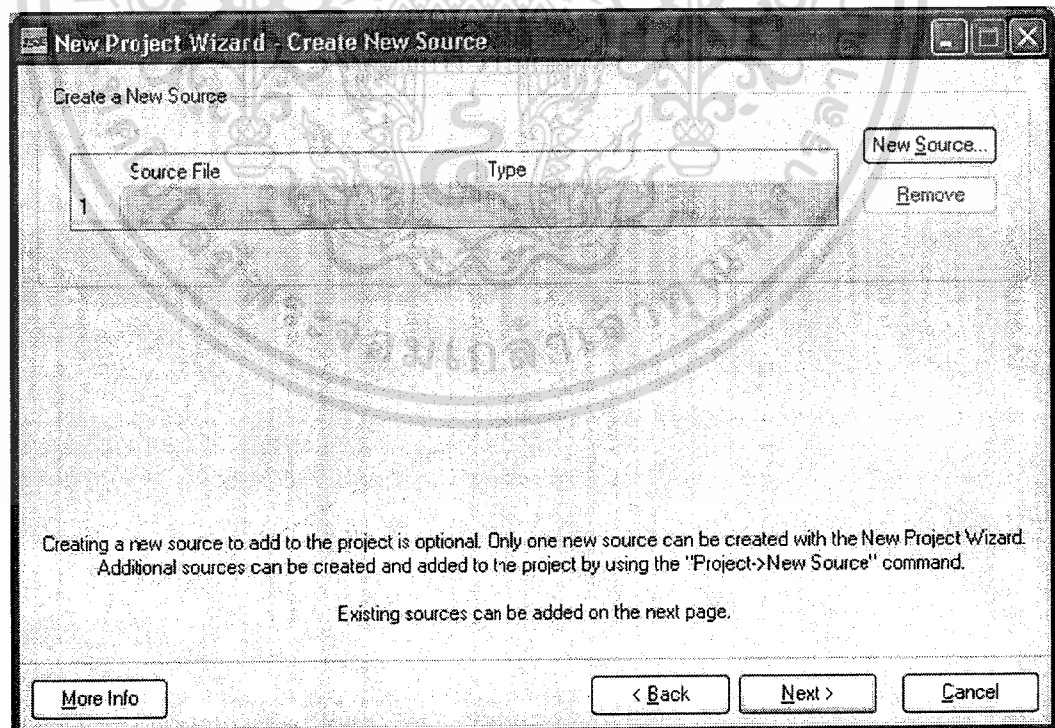 New Project Wizard - Create New Source
Create a New Source
New Source...
Source File Type
1
Remove
Creating a new source to add to the project is optional. Only one new source can be created with the New Project Wizard.
Additional sources can be created and added to the project by using the "Project->New Source" command.
Existing sources can be added on the next page.
More Info
< Back
Next >
Cancel